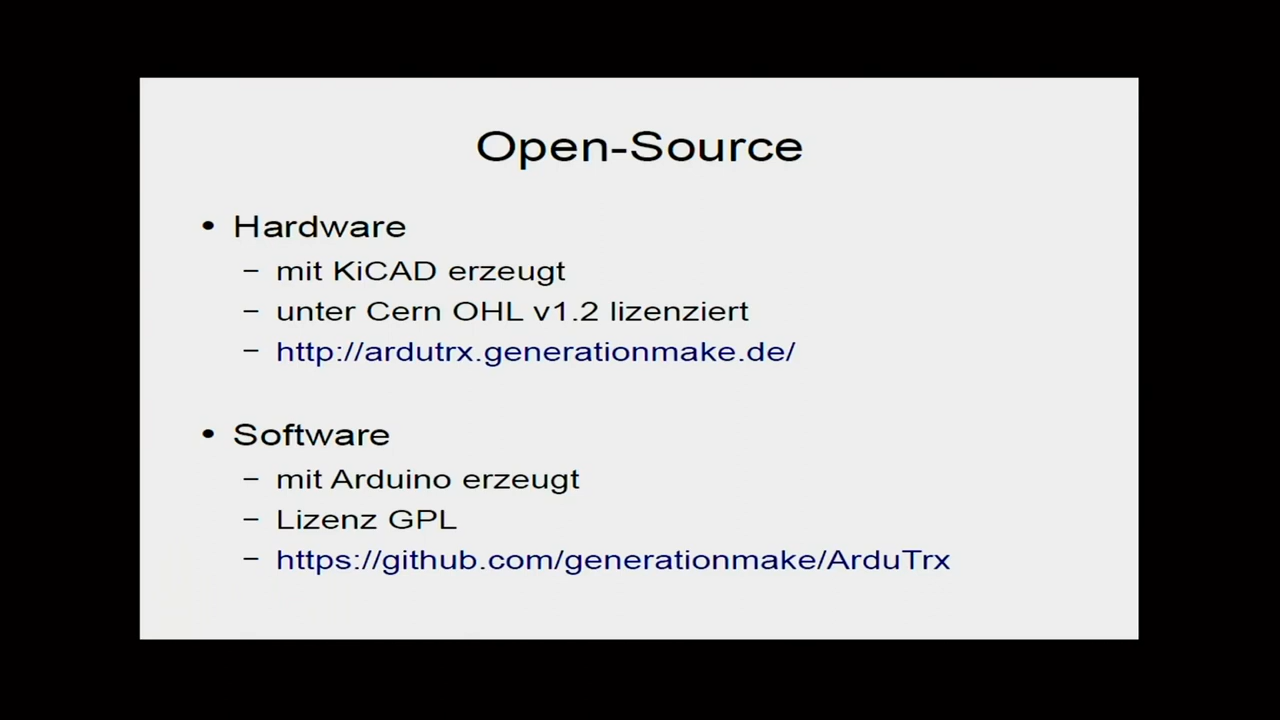 Open-Source
• Hardware
– mit KiCAD erzeugt
– unter Cern OHL v1.2 lizenziert
– http://ardutrx.generationmake.de/
• Software
– mit Arduino erzeugt
– Lizenz GPL
– https://github.com/generationmake/ArduTrx